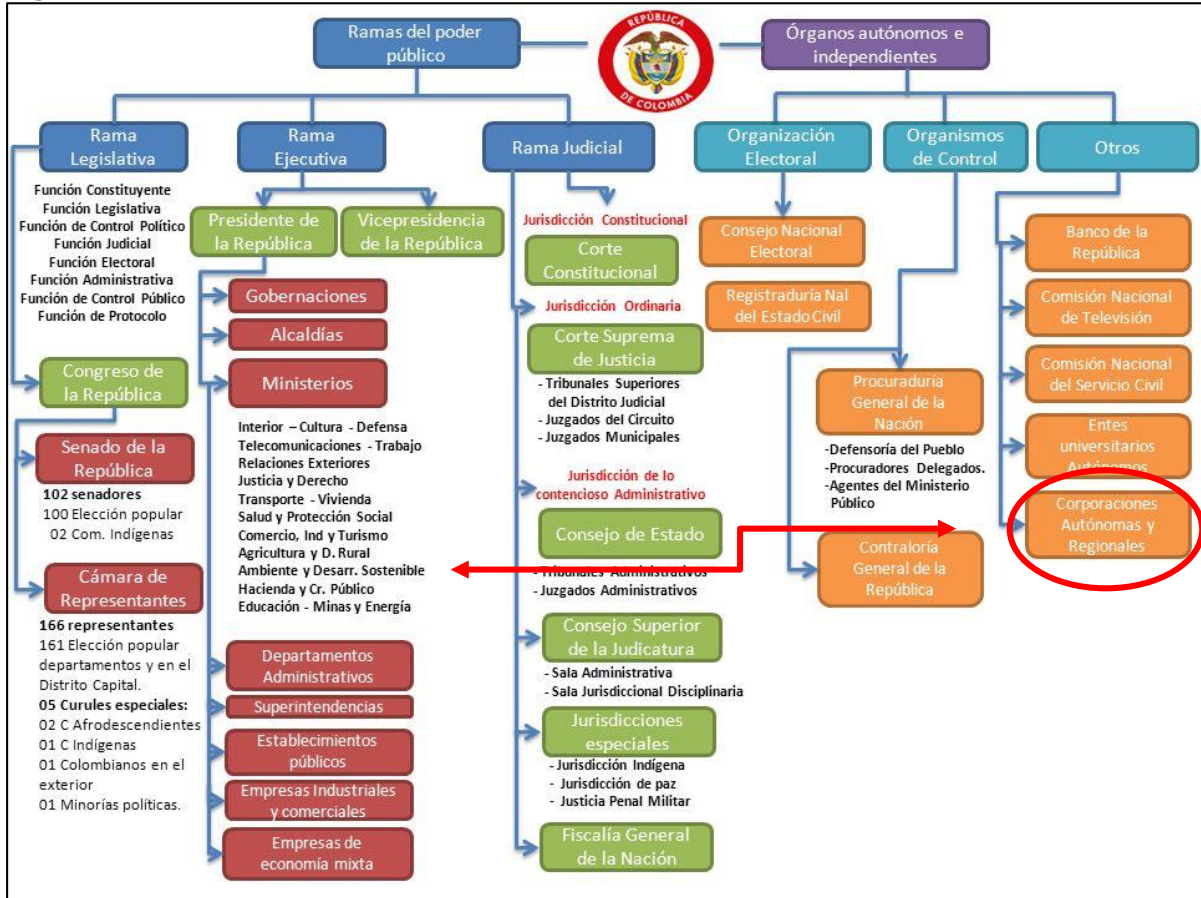 Ramas del poder
público
REPÚBLICA
DE COLOMBIA
Órganos autónomos e
independientes
Rama
Legislativa
Función Constituyente
Función Legislativa
Función de Control Político
Función Judicial
Función Electoral
Función Administrativa
Función de Control Público
Función de Protocolo
Congreso de
la República
Senado de la
República
102 senadores
100 Elección popular
02 Com. Indígenas
Cámara de
Representantes
166 representantes
161 Elección popular
departamentos y en el
Distrito Capital.
05 Curules especiales:
02 C Afrodescendientes
01 C Indígenas
01 Colombianos en el
exterior
01 Minorías políticas.
Rama
Ejecutiva
Presidente de
la República
Vicepresidencia
de la República
Gobernaciones
Alcaldías
Ministerios
Interior – Cultura - Defensa
Telecomunicaciones - Trabajo
Relaciones Exteriores
Justicia y Derecho
Transporte - Vivienda
Salud y Protección Social
Comercio, Ind y Turismo
Agricultura y D. Rural
Ambiente y Desarr. Sostenible
Hacienda y Cr. Público
Educación - Minas y Energía
Departamentos
Administrativos
Superintendencias
Establecimientos
públicos
Empresas Industriales
y comerciales
Empresas de
economía mixta
Rama Judicial
Jurisdicción Constitucional
Corte
Constitucional
Jurisdicción Ordinaria
Corte Suprema
de Justicia
- Tribunales Superiores
del Distrito Judicial
- Juzgados del Circuito
- Juzgados Municipales
Jurisdicción de lo
contencioso Administrativo
Consejo de Estado
- Tribunales Administrativos
- Juzgados Administrativos
Consejo Superior
de la Judicatura
- Sala Administrativa
- Sala Jurisdiccional Disciplinaria
Jurisdicciones
especiales
- Jurisdicción Indígena
- Jurisdicción de paz
- Justicia Penal Militar
Fiscalía General
de la Nación
Organización
Electoral
Consejo Nacional
Electoral
Registraduría Nal
del Estado Civil
Organismos
de Control
Procuraduría
General de la
Nación
-Defensoría del Pueblo
-Procuradores Delegados.
-Agentes del Ministerio
Público
Contraloría
General de la
República
Otros
Banco de la
República
Comisión Nacional
de Televisión
Comisión Nacional
del Servicio Civil
Entes
universitarios
Autónomos
Corporaciones
Autónomas y
Regionales